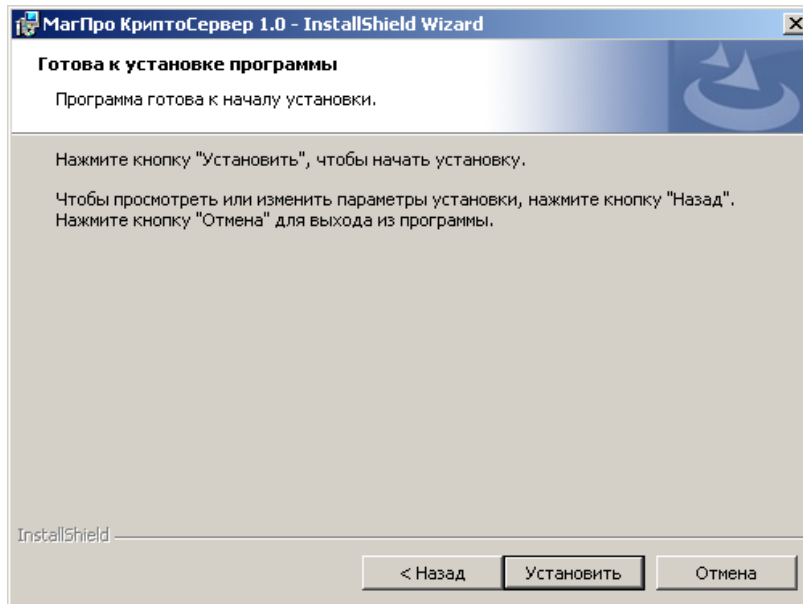 МагПро КриптоСервер 1.0 - InstallShield Wizard
Готова к установке программы
Программа готова к началу установки.
Нажмите кнопку "Установить", чтобы начать установку.
Чтобы просмотреть или изменить параметры установки, нажмите кнопку "Назад".
Нажмите кнопку "Отмена" для выхода из программы.
InstallShield
< Назад
Установить
Отмена